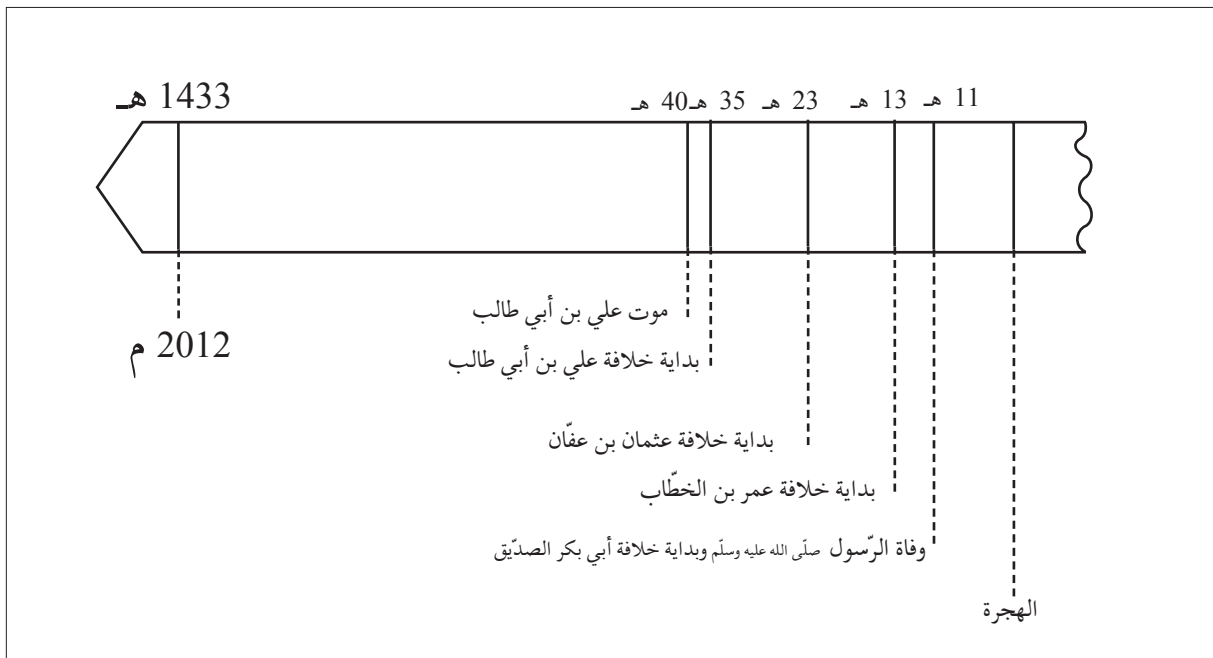 11 هـ
13 هـ
23 هـ
35 هـ
40 هـ
1433 هـ
موت علي بن أبي طالب
2012 م
بداية خلافة علي بن أبي طالب
بداية خلافة عثمان بن عفّان
بداية خلافة عمر بن الخطّاب
وفاة الرّسول صلّى الله عليه وسلّم وبداية خلافة أبي بكر الصدّيق
الهجرة